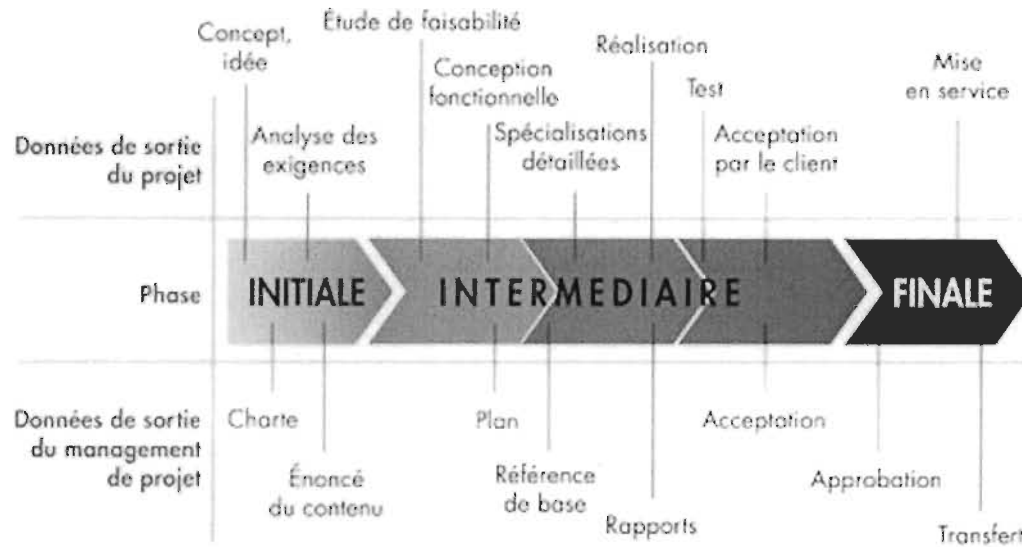 Étude de faisabilité
Concept,
idée
Réalisation
Mise
en service
Conception
fonctionnelle
Test
Données de sortie
du projet
Analyse des
exigences
Spécialisations
détaillées
Acceptation
par le client
Phase
INITIALE
INTERMEDIAIRE
FINALE
Données de sortie
du management
de projet
Charte
Plan
Acceptation
Énoncé
du contenu
Référence
de base
Approbation
Rapports
Transfert